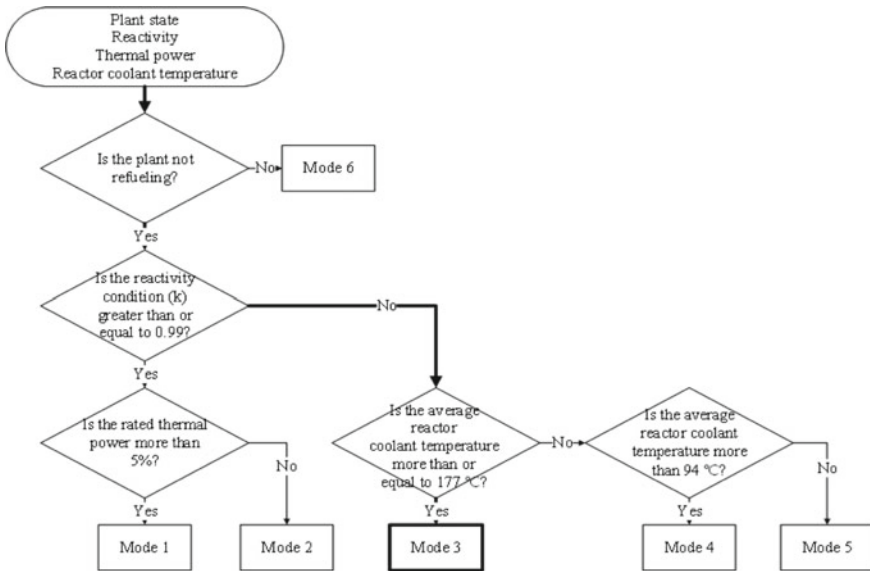 Plant state
Reactivity
Thermal power
Reactor coolant temperature
Is the plant not
refueling?
No
Mode 6
Yes
Is the reactivity
condition (k)
greater than or
equal to 0.99?
No
Yes
Is the rated thermal
power more than
5%?
No
Yes
Mode 1
Mode 2
Is the average
reactor
coolant temperature
more than or
equal to 177 °C?
No
Yes
Mode 3
Is the average
reactor coolant
temperature more
than 94 °C?
No
Yes
Mode 4
Mode 5